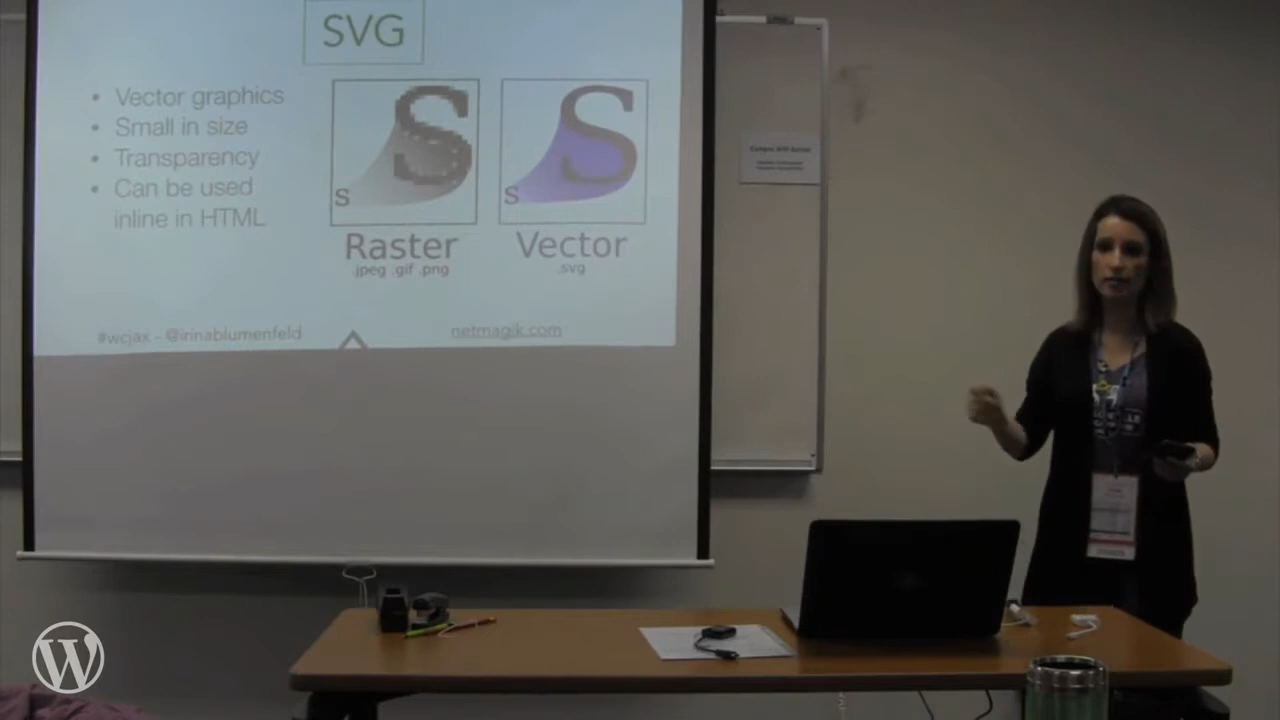 SVG
• Vector graphics
• Small in size
• Transparency
• Can be used
inline in HTML
S S
Raster
.jpeg .gif .png
S S
Vector
.svg
#wcjax - @irinablumenfeld
netmagik.com
W